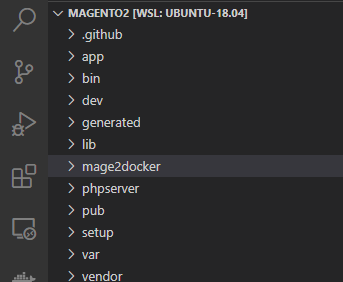 MAGENTO2 [WSL: UBUNTU-18.04]
.github
app
bin
dev
generated
lib
mage2docker
phpserver
pub
setup
var
vendor